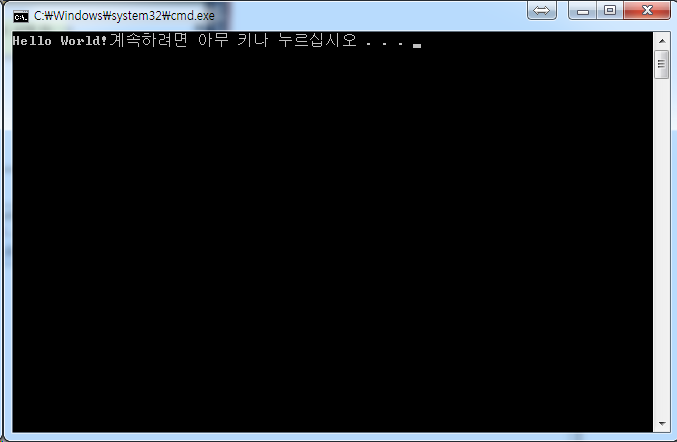 C:₩Windows₩system32₩cmd.exe
Hello World!계속하려면 아무 키나 누르십시오 . . .